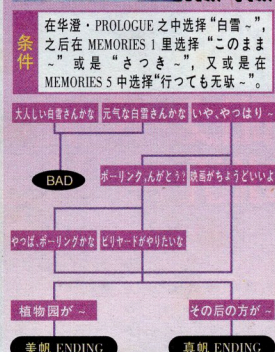 条件
在华澄·PROLOGUE 之中选择“白雪~”,
之后在 MEMORIES 1 里选择 “このまま
~” 或是 “さつき~”, 又或是在
MEMORIES 5 中选择“行つても无驮~”。
大人しい白雪さんかな
元気な白雪さんかな
いや、やつはり~
BAD
ボーリンク,んがとぅ?
映画がちょうどいいよ
やつぱ、ボーリングかな
ビリヤードがやりたいな
植物园が~
その后の方が~
美帆 ENDING
真帆 ENDING